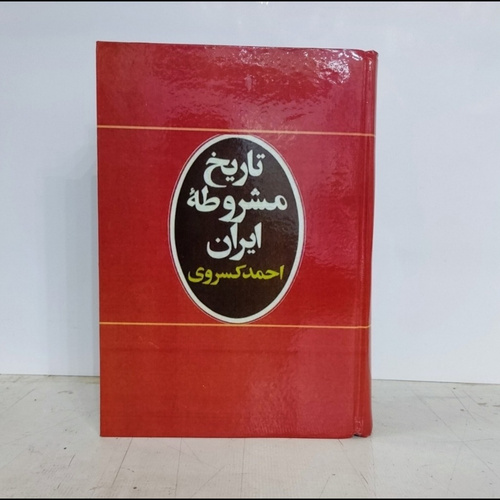 تاریخ
مشروطهٔ
ایران
احمد کسروی